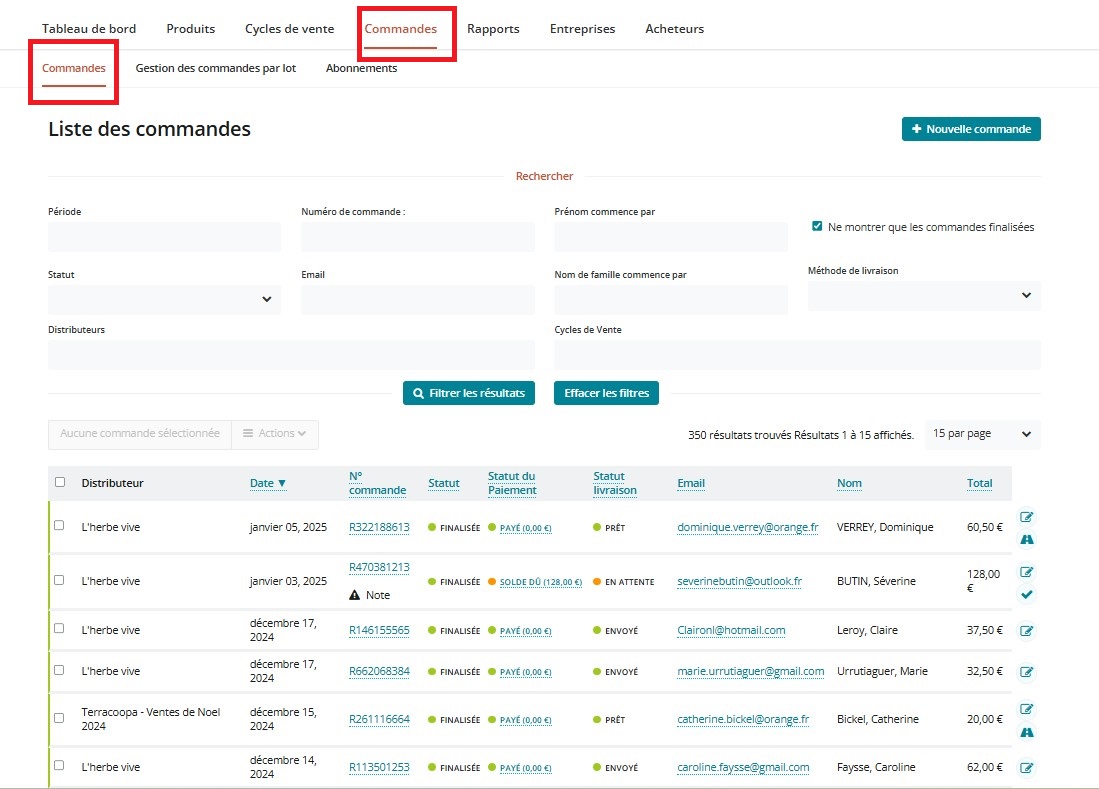 Tableau de bord Produits Cycles de vente Commandes Rapports Entreprises Acheteurs
Commandes Gestion des commandes par lot Abonnements
Liste des commandes
Nouvelle commande
Rechercher
Période Numéro de commande : Prénom commence par
Ne montrer que les commandes finalisées
Statut Email Nom de famille commence par Méthode de livraison
Distributeurs Cycles de Vente
Filtrer les résultats Effacer les filtres
Aucune commande sélectionnée Actions 350 résultats trouvés Résultats 1 à 15 affichés. 15 par page
Distributeur Date ▼ N° commande Statut Statut du Paiement Statut livraison Email Nom Total
L'herbe vive janvier 05, 2025 R322188613 FINALISÉE PAYÉ (0,00 €) PRÊT dominique.verrey@orange.fr VERREY, Dominique 60,50 €
L'herbe vive janvier 03, 2025 R470381213 Note FINALISÉE SOLDE DÛ (128,00 €) EN ATTENTE severinebutin@outlook.fr BUTIN, Séverine 128,00 €
L'herbe vive décembre 17, 2024 R146155565 FINALISÉE PAYÉ (0,00 €) ENVOYÉ Claironl@hotmail.com Leroy, Claire 37,50 €
L'herbe vive décembre 17, 2024 R662068384 FINALISÉE PAYÉ (0,00 €) ENVOYÉ marie.urrutiaguer@gmail.com Urrutiaguer, Marie 32,50 €
Terracoopa - Ventes de Noel 2024 décembre 15, 2024 R261116664 FINALISÉE PAYÉ (0,00 €) PRÊT catherine.bickel@orange.fr Bickel, Catherine 20,00 €
L'herbe vive décembre 14, 2024 R113501253 FINALISÉE PAYÉ (0,00 €) ENVOYÉ caroline.faysse@gmail.com Faysse, Caroline 62,00 €